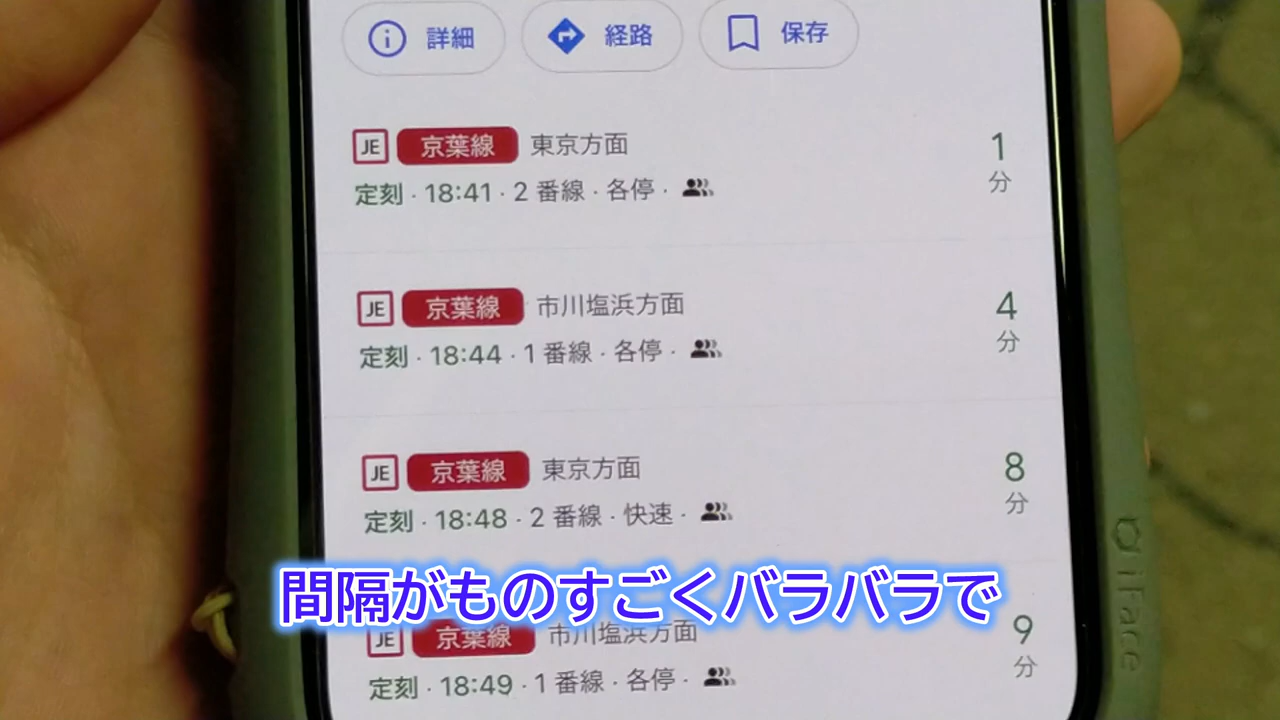 詳細 経路 保存
JE 京葉線 東京方面 1
定刻・18:41・2 番線・各停・ 分
JE 京葉線 市川塩浜方面 4
定刻・18:44・1 番線・各停・ 分
JE 京葉線 東京方面 8
定刻・18:48・2 番線・快速・ 分
間隔がものすごくバラバラで
JE 京葉線 市川塩浜方面 9
定刻・18:49・1 番線・各停・ 分
iFace